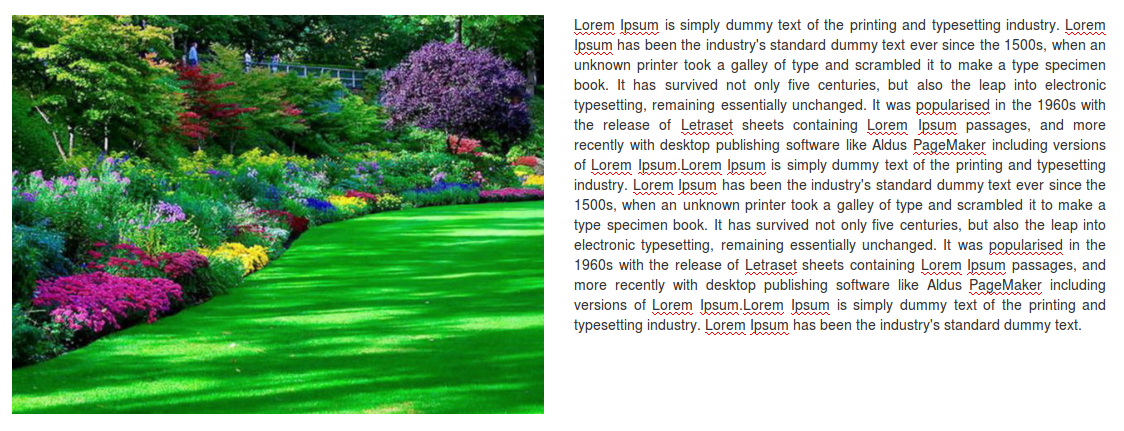 Lorem Ipsum is simply dummy text of the printing and typesetting industry. Lorem
Ipsum has been the industry's standard dummy text ever since the 1500s, when an
unknown printer took a galley of type and scrambled it to make a type specimen
book. It has survived not only five centuries, but also the leap into electronic
typesetting, remaining essentially unchanged. It was popularised in the 1960s with
the release of Letraset sheets containing Lorem Ipsum passages, and more
recently with desktop publishing software like Aldus PageMaker including versions
of Lorem Ipsum.Lorem Ipsum is simply dummy text of the printing and typesetting
industry. Lorem Ipsum has been the industry's standard dummy text ever since the
1500s, when an unknown printer took a galley of type and scrambled it to make a
type specimen book. It has survived not only five centuries, but also the leap into
electronic typesetting, remaining essentially unchanged. It was popularised in the
1960s with the release of Letraset sheets containing Lorem Ipsum passages, and
more recently with desktop publishing software like Aldus PageMaker including
versions of Lorem Ipsum.Lorem Ipsum is simply dummy text of the printing and
typesetting industry. Lorem Ipsum has been the industry's standard dummy text.